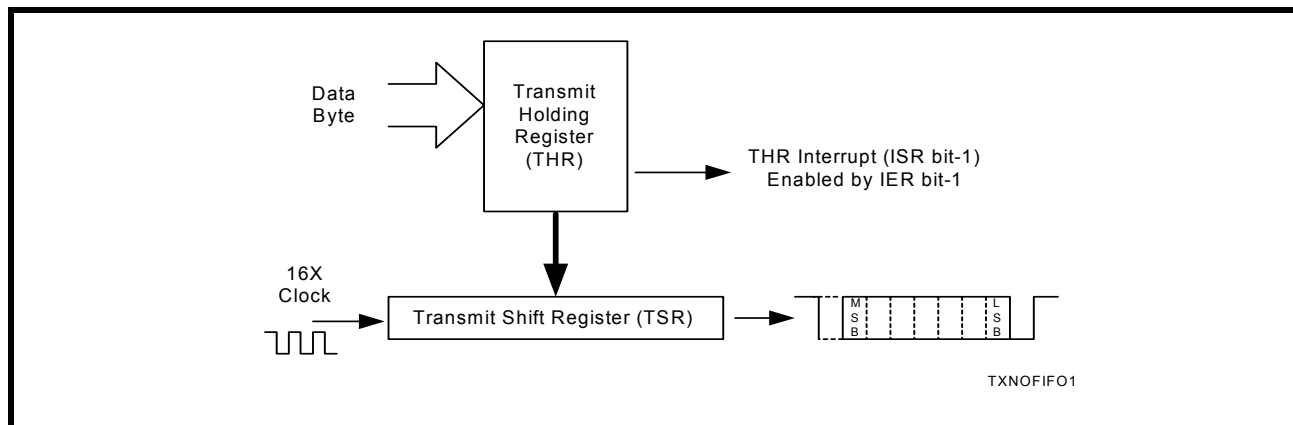 Data
Byte
Transmit
Holding
Register
(THR)
THR Interrupt (ISR bit-1)
Enabled by IER bit-1
16X
Clock
Transmit Shift Register (TSR)
M
S
B
L
S
B
TXNOFIFO1